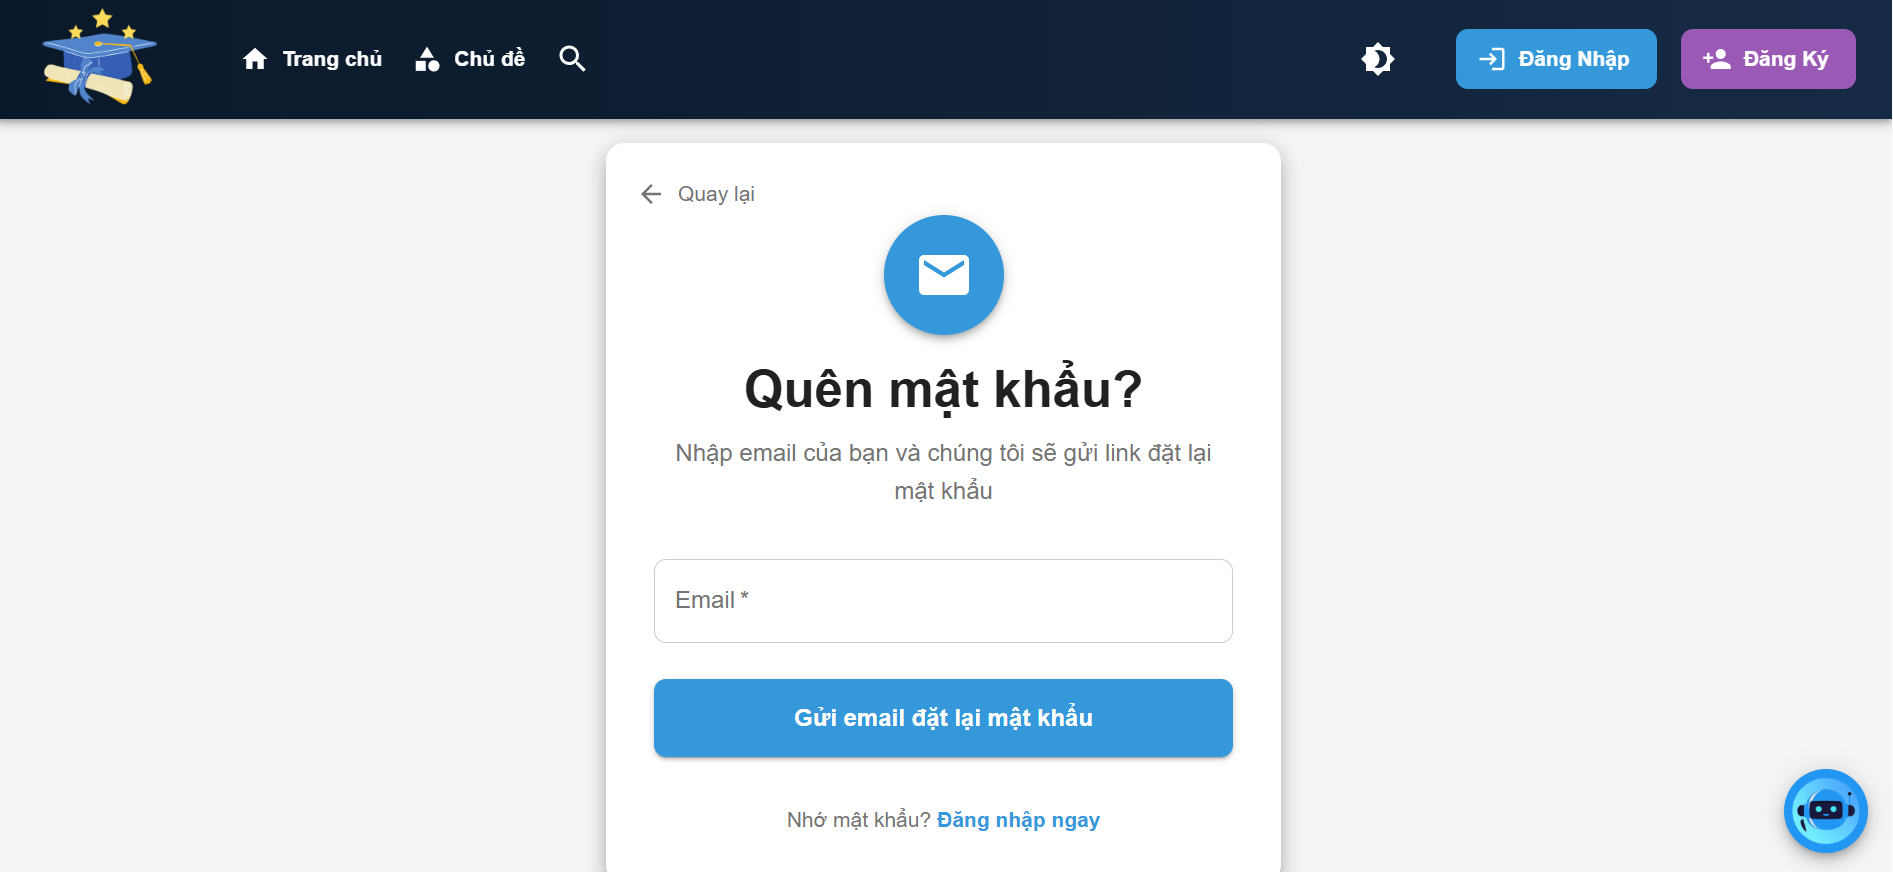 Trang chủ
Chủ đề
Đăng Nhập
Đăng Ký
Quay lại
Quên mật khẩu?
Nhập email của bạn và chúng tôi sẽ gửi link đặt lại
mật khẩu
Email *
Gửi email đặt lại mật khẩu
Nhớ mật khẩu? Đăng nhập ngay